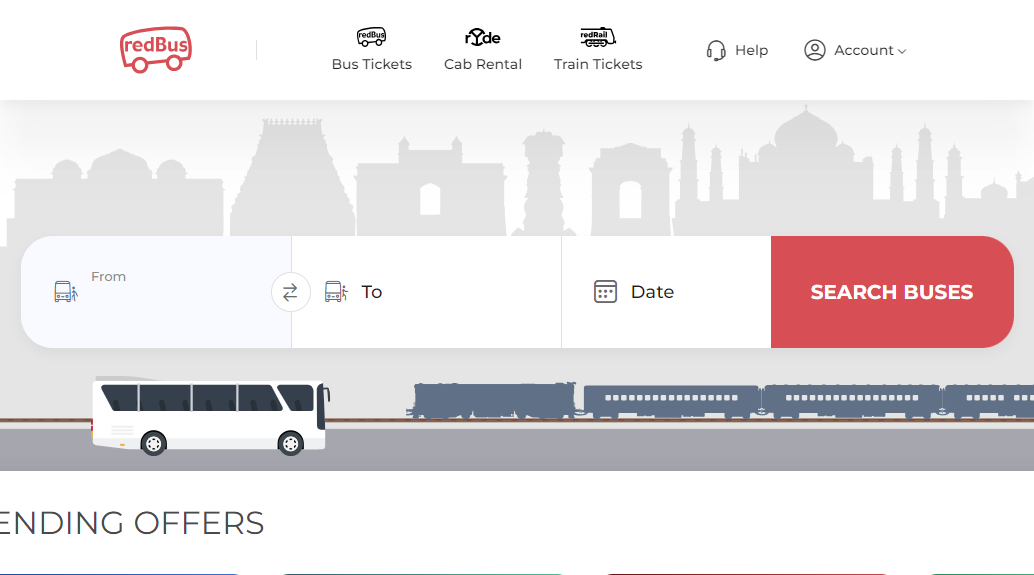 redBus
redBus
Bus Tickets
ryde
Cab Rental
redRail
Train Tickets
Help
Account
From
To
Date
SEARCH BUSES
ENDING OFFERS